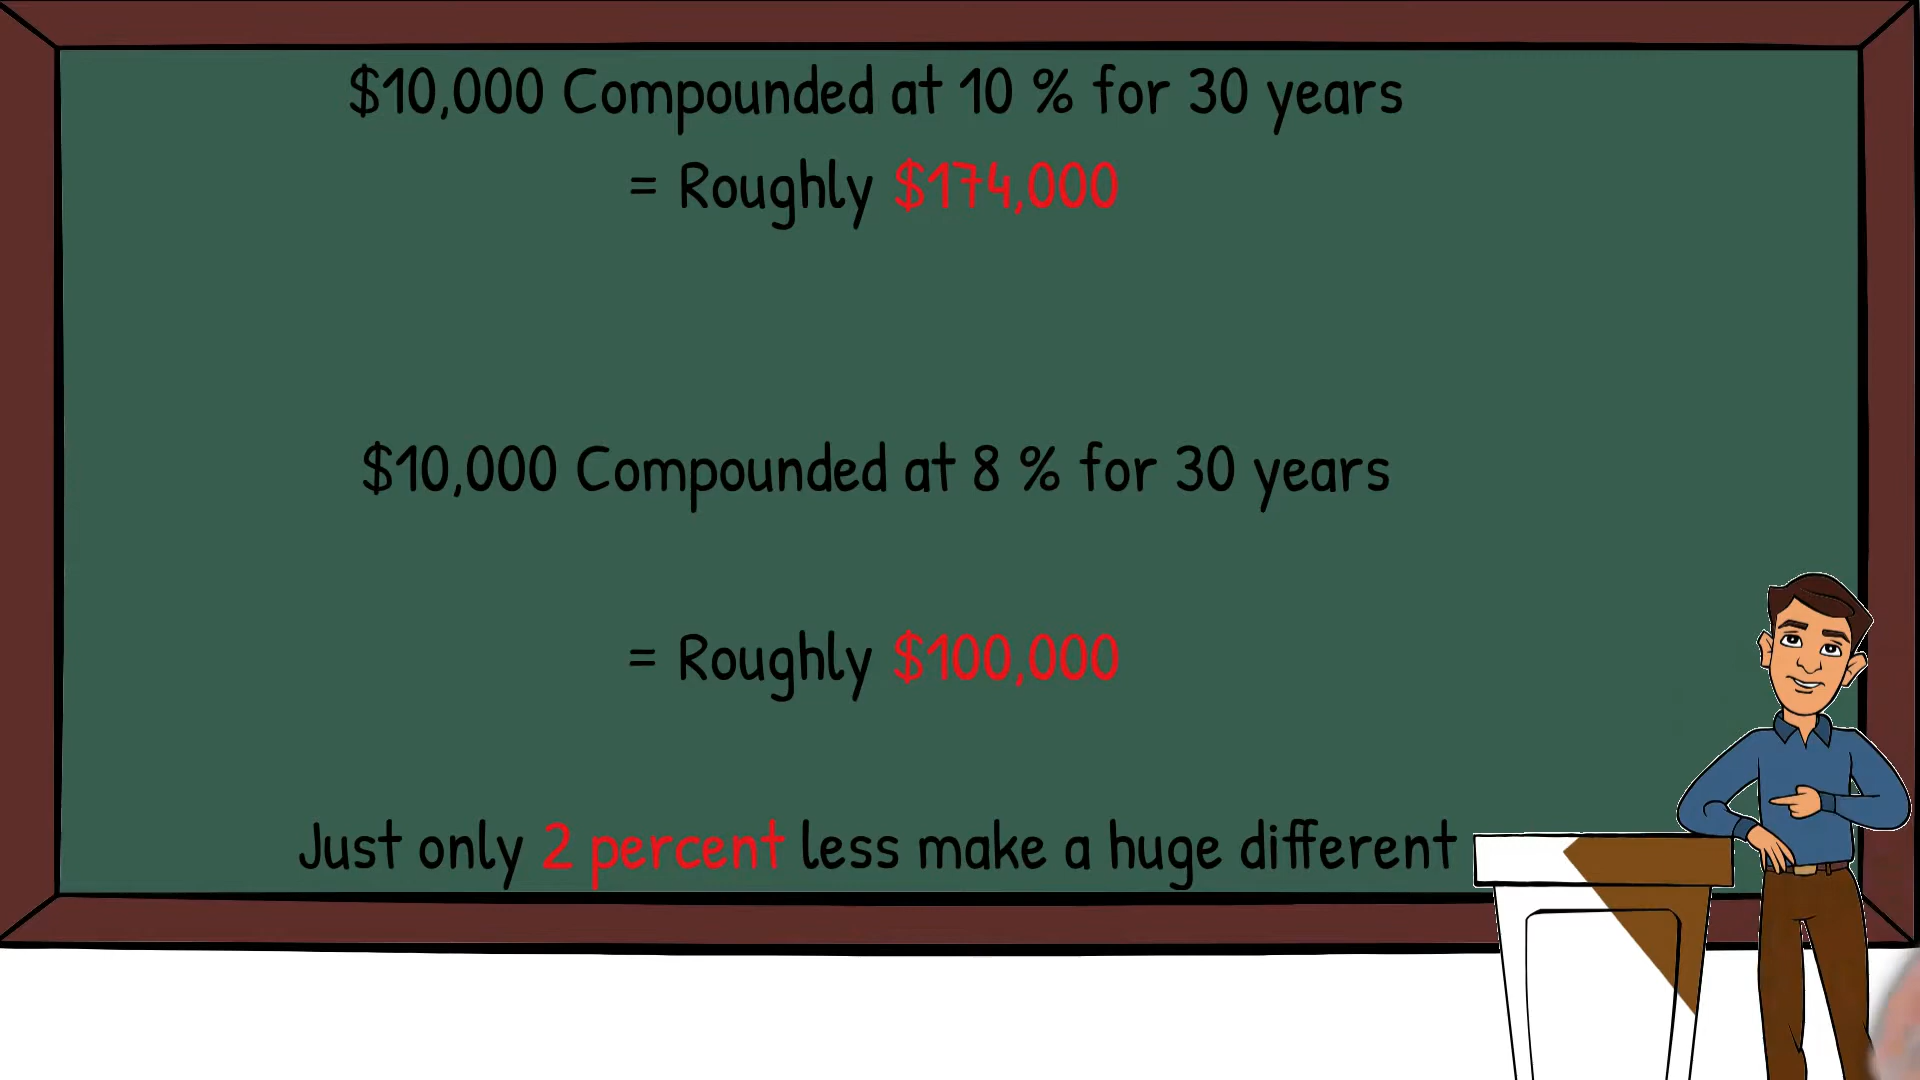 $10,000 Compounded at 10 % for 30 years
= Roughly $174,000
$10,000 Compounded at 8 % for 30 years
= Roughly $100,000
Just only 2 percent less make a huge different